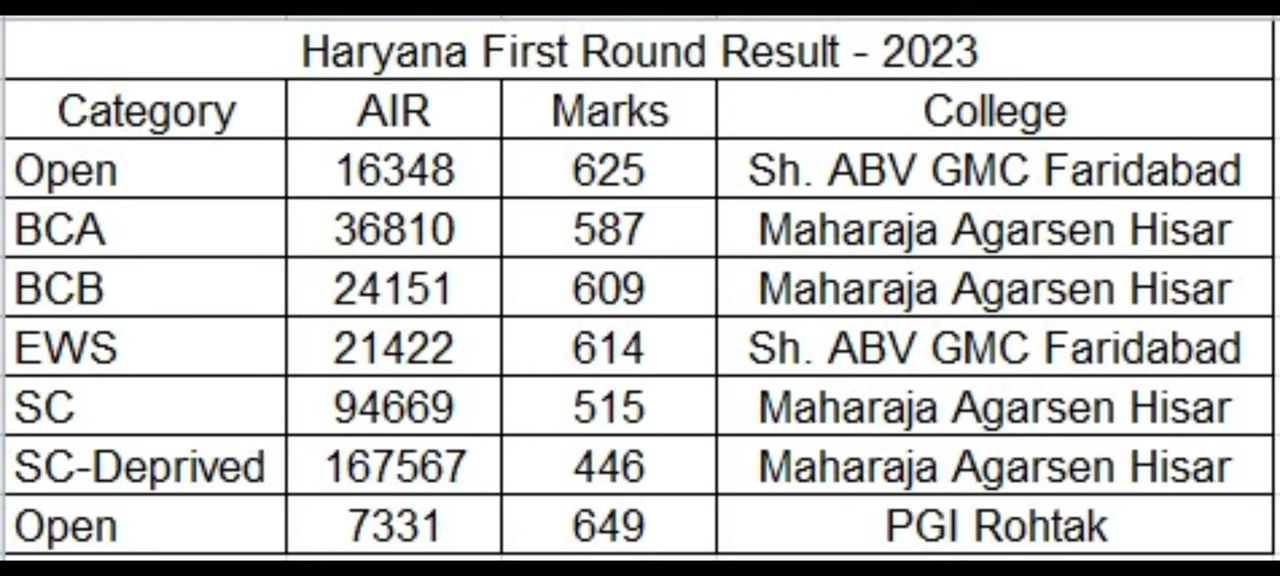 Haryana First Round Result - 2023
Category AIR Marks College
Open 16348 625 Sh. ABV GMC Faridabad
BCA 36810 587 Maharaja Agarsen Hisar
BCB 24151 609 Maharaja Agarsen Hisar
EWS 21422 614 Sh. ABV GMC Faridabad
SC 94669 515 Maharaja Agarsen Hisar
SC-Deprived 167567 446 Maharaja Agarsen Hisar
Open 7331 649 PGI Rohtak